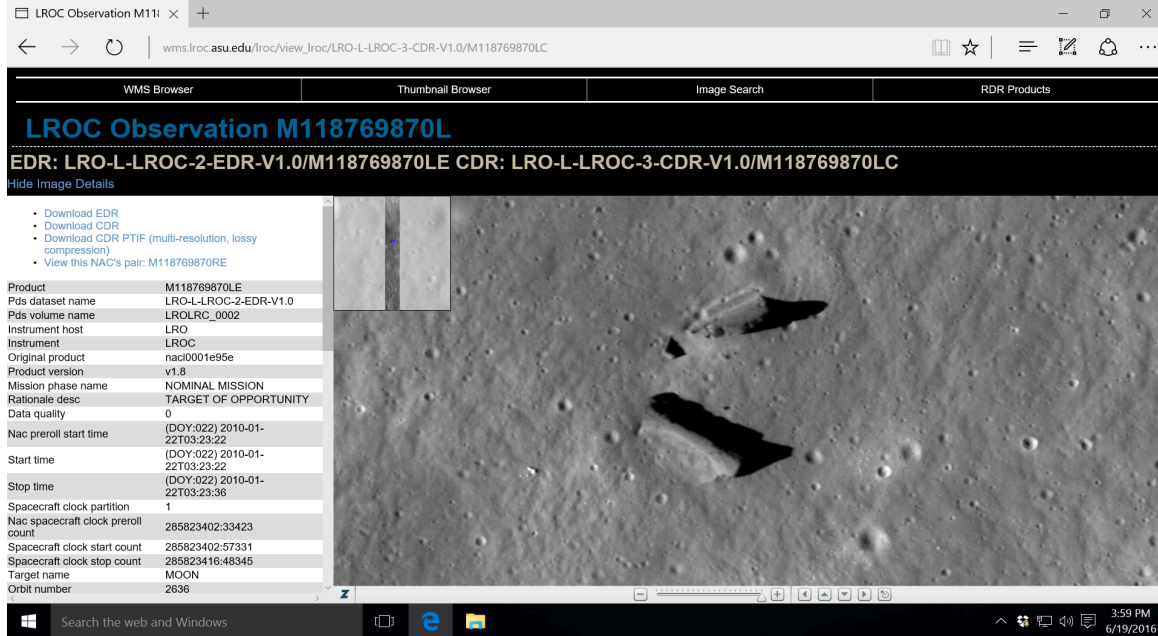 LROC Observation M118
wms.lroc.asu.edu/lroc/view_lroc/LRO-L-LROC-3-CDR-V1.0/M118769870LC
WMS Browser Thumbnail Browser Image Search RDR Products
LROC Observation M118769870L
EDR: LRO-L-LROC-2-EDR-V1.0/M118769870LE CDR: LRO-L-LROC-3-CDR-V1.0/M118769870LC
Hide Image Details
• Download EDR
• Download CDR
• Download CDR PTIF (multi-resolution, lossy
compression)
• View this NAC's pair: M118769870RE
Product M118769870LE
Pds dataset name LRO-L-LROC-2-EDR-V1.0
Pds volume name LROLRC_0002
Instrument host LRO
Instrument LROC
Original product nacl0001e95e
Product version v1.8
Mission phase name NOMINAL MISSION
Rationale desc TARGET OF OPPORTUNITY
Data quality 0
Nac preroll start time (DOY:022) 2010-01-
22T03:23:22
Start time (DOY:022) 2010-01-
22T03:23:22
Stop time (DOY:022) 2010-01-
22T03:23:36
Spacecraft clock partition 1
Nac spacecraft clock preroll
count 285823402:33423
Spacecraft clock start count 285823402:57331
Spacecraft clock stop count 285823416:48345
Target name MOON
Orbit number 2636
Z
Search the web and Windows
3:59 PM
6/19/2016